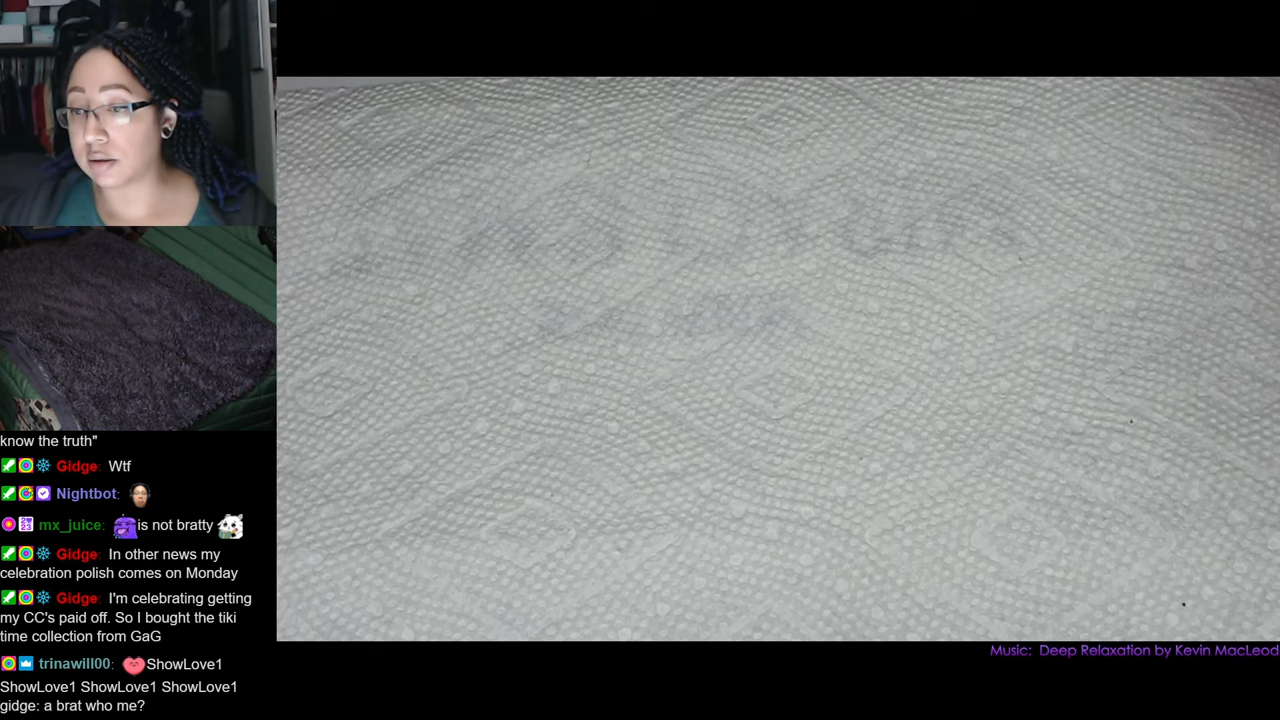 know the truth"
Gidge: Wtf
Nightbot:
mx_juice: is not bratty
Gidge: In other news my
celebration polish comes on Monday
Gidge: I'm celebrating getting
my CC's paid off. So I bought the tiki
time collection from GaG
trinawill00: ShowLove1
ShowLove1 ShowLove1 ShowLove1
gidge: a brat who me?
Music: Deep Relaxation by Kevin MacLeod